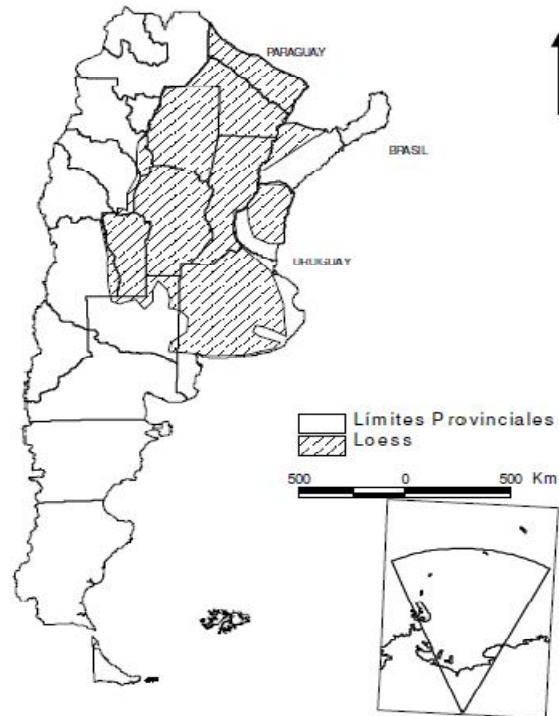 PARAGUAY
BRASIL
URUGUAY
Límites Provinciales
Loess
500 0 500 Km